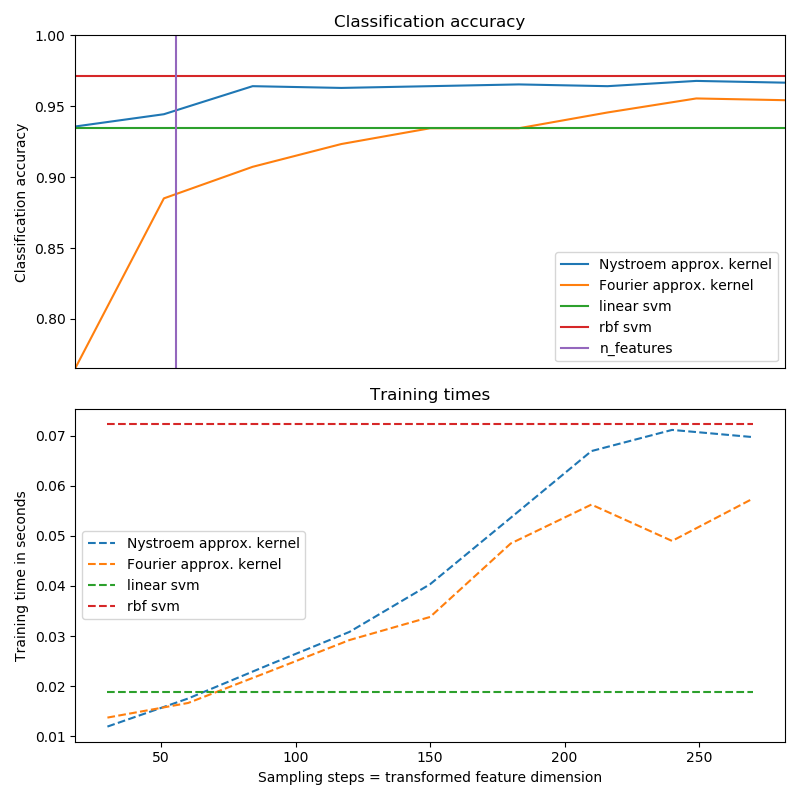 Classification accuracy
1.00
0.95
0.90
0.85
0.80
Classification accuracy
Nystroem approx. kernel
Fourier approx. kernel
linear svm
rbf svm
n_features
Training times
0.07
0.06
0.05
0.04
0.03
0.02
0.01
Training time in seconds
Nystroem approx. kernel
Fourier approx. kernel
linear svm
rbf svm
50 100 150 200 250
Sampling steps = transformed feature dimension